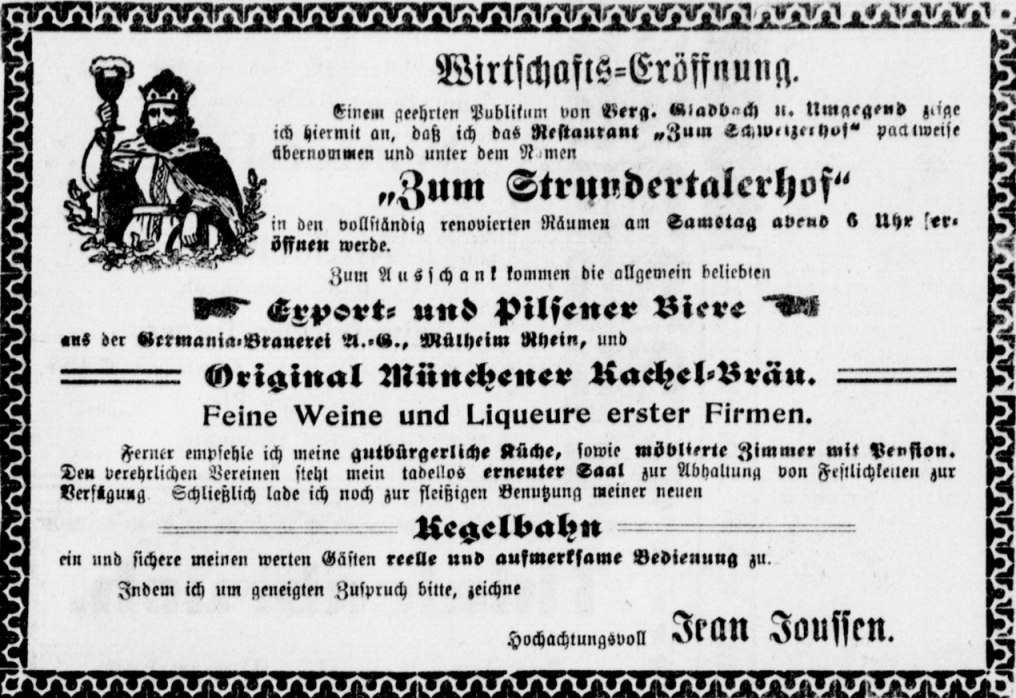 Wirtschafts=Eröffnung.
Einem geehrten Publikum von Berg. Gladbach u. Umgegend zeige
ich hiermit an, daß ich das Restaurant „Zum Schweizerhof“ pachtweise
übernommen und unter dem Namen
„Zum Strundertalerhof“
in den vollständig renovierten Räumen am Samstag abend 6 Uhr er=
öffnen werde.
Zum Ausschank kommen die allgemein beliebten
Export= und Pilsener Biere
aus der Germania=Brauerei A.=G., Mülheim Rhein, und
Original Münchener Kachel=Bräu.
Feine Weine und Liqueure erster Firmen.
Ferner empfehle ich meine gutbürgerliche Küche, sowie möblierte Zimmer mit Pension.
Den verehrlichen Vereinen steht mein tadellos erneuter Saal zur Abhaltung von Festlichkeiten zur
Verfügung. Schließlich lade ich noch zur fleißigen Benutzung meiner neuen
Kegelbahn
ein und sichere meinen werten Gästen reelle und aufmerksame Bedienung zu.
Indem ich um geneigten Zuspruch bitte, zeichne
Hochachtungsvoll Jean Joussen.